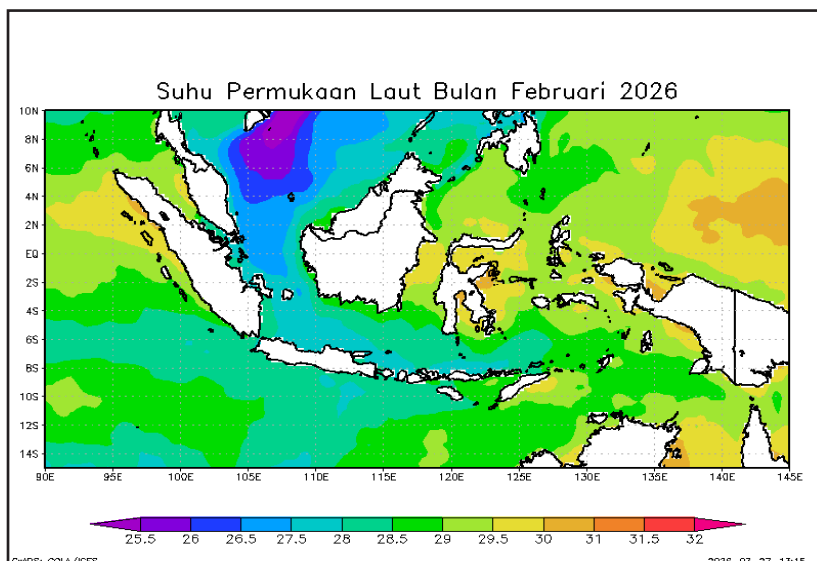 Suhu Permukaan Laut Bulan Februari 2026
10N
8N
6N
4N
2N
EQ
2S
4S
6S
8S
10S
12S
14S
90E 95E 100E 105E 110E 115E 120E 125E 130E 135E 140E 145E
25.5 26 26.5 27.5 28 28.5 29 29.5 30 31 31.5 32